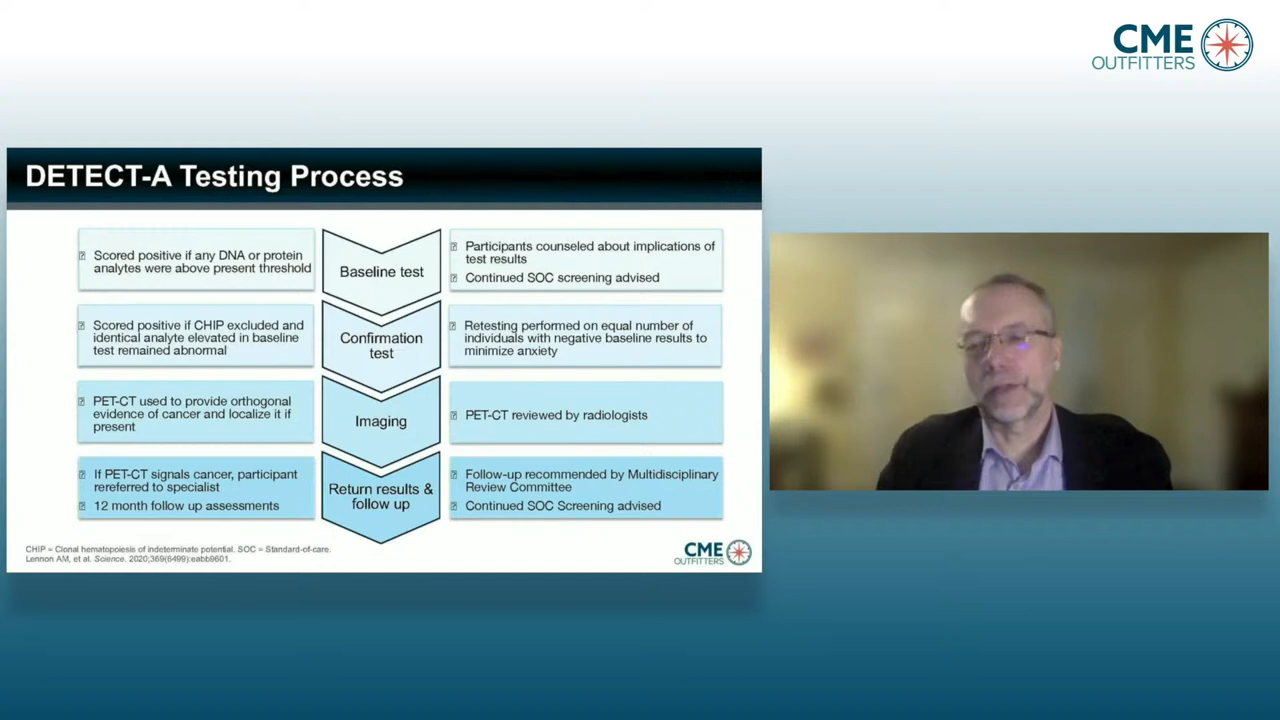 CME
OUTFITTERS
DETECT-A Testing Process
Scored positive if any DNA or protein
analytes were above present threshold
Baseline test
Participants counseled about implications of
test results
Continued SOC screening advised
Scored positive if CHIP excluded and
identical analyte elevated in baseline
test remained abnormal
Confirmation
test
Retesting performed on equal number of
individuals with negative baseline results to
minimize anxiety
PET-CT used to provide orthogonal
evidence of cancer and localize it if
present
Imaging
PET-CT reviewed by radiologists
If PET-CT signals cancer, participant
rereferred to specialist
12 month follow up assessments
Return results &
follow up
Follow-up recommended by Multidisciplinary
Review Committee
Continued SOC Screening advised
CHIP = Clonal hematopoiesis of indeterminate potential. SOC = Standard-of-care.
Lennon AM, et al. Science. 2020;369(6499):eabb9601.
CME
OUTFITTERS